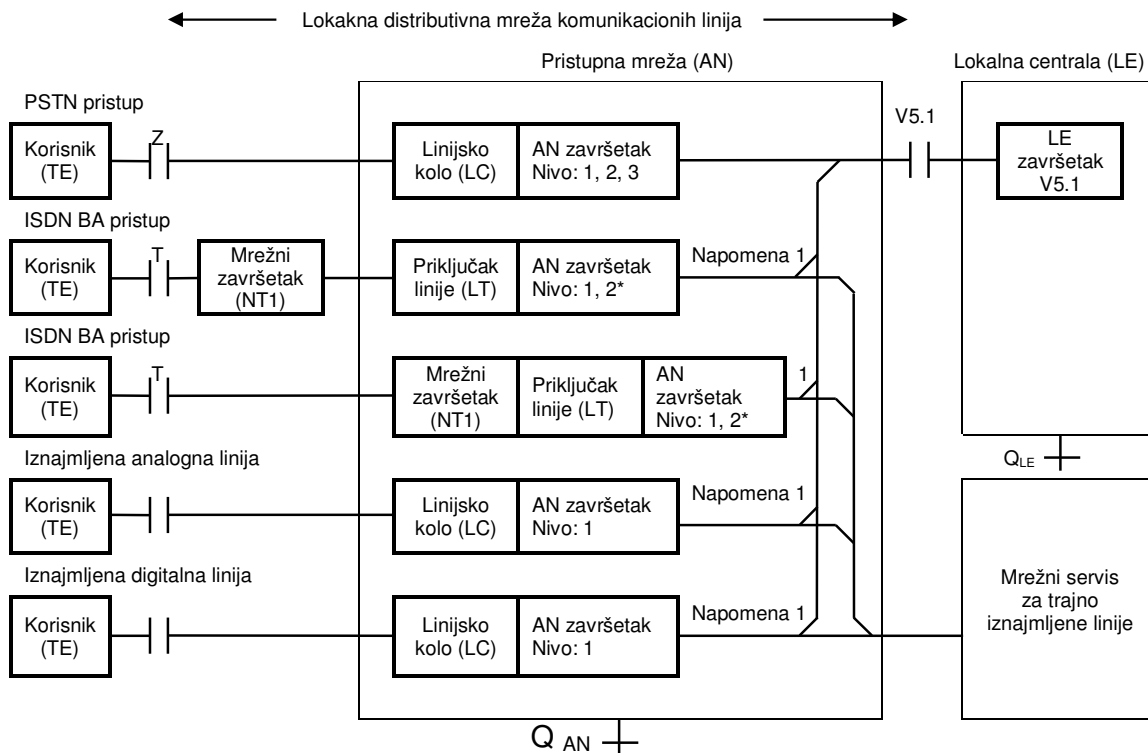 Lokakna distributivna mreža komunikacionih linija
Pristupna mreža (AN)
Lokalna centrala (LE)
PSTN pristup
V5.1
Korisnik
(TE)
Z
Linijsko
kolo (LC)
AN završetak
Nivo: 1, 2, 3
LE
završetak
V5.1
ISDN BA pristup
Korisnik
(TE)
T
Mrežni
završetak
(NT1)
Priključak
linije (LT)
AN završetak
Nivo: 1, 2*
Napomena 1
ISDN BA pristup
Korisnik
(TE)
T
Mrežni
završetak
(NT1)
Priključak
linije (LT)
AN
završetak
Nivo: 1, 2*
1
Iznajmljena analogna linija
QLE
Korisnik
(TE)
Linijsko
kolo (LC)
AN završetak
Nivo: 1
Napomena 1
Iznajmljena digitalna linija
Korisnik
(TE)
Linijsko
kolo (LC)
AN završetak
Nivo: 1
Napomena 1
Mrežni servis
za trajno
iznajmljene linije
Q AN